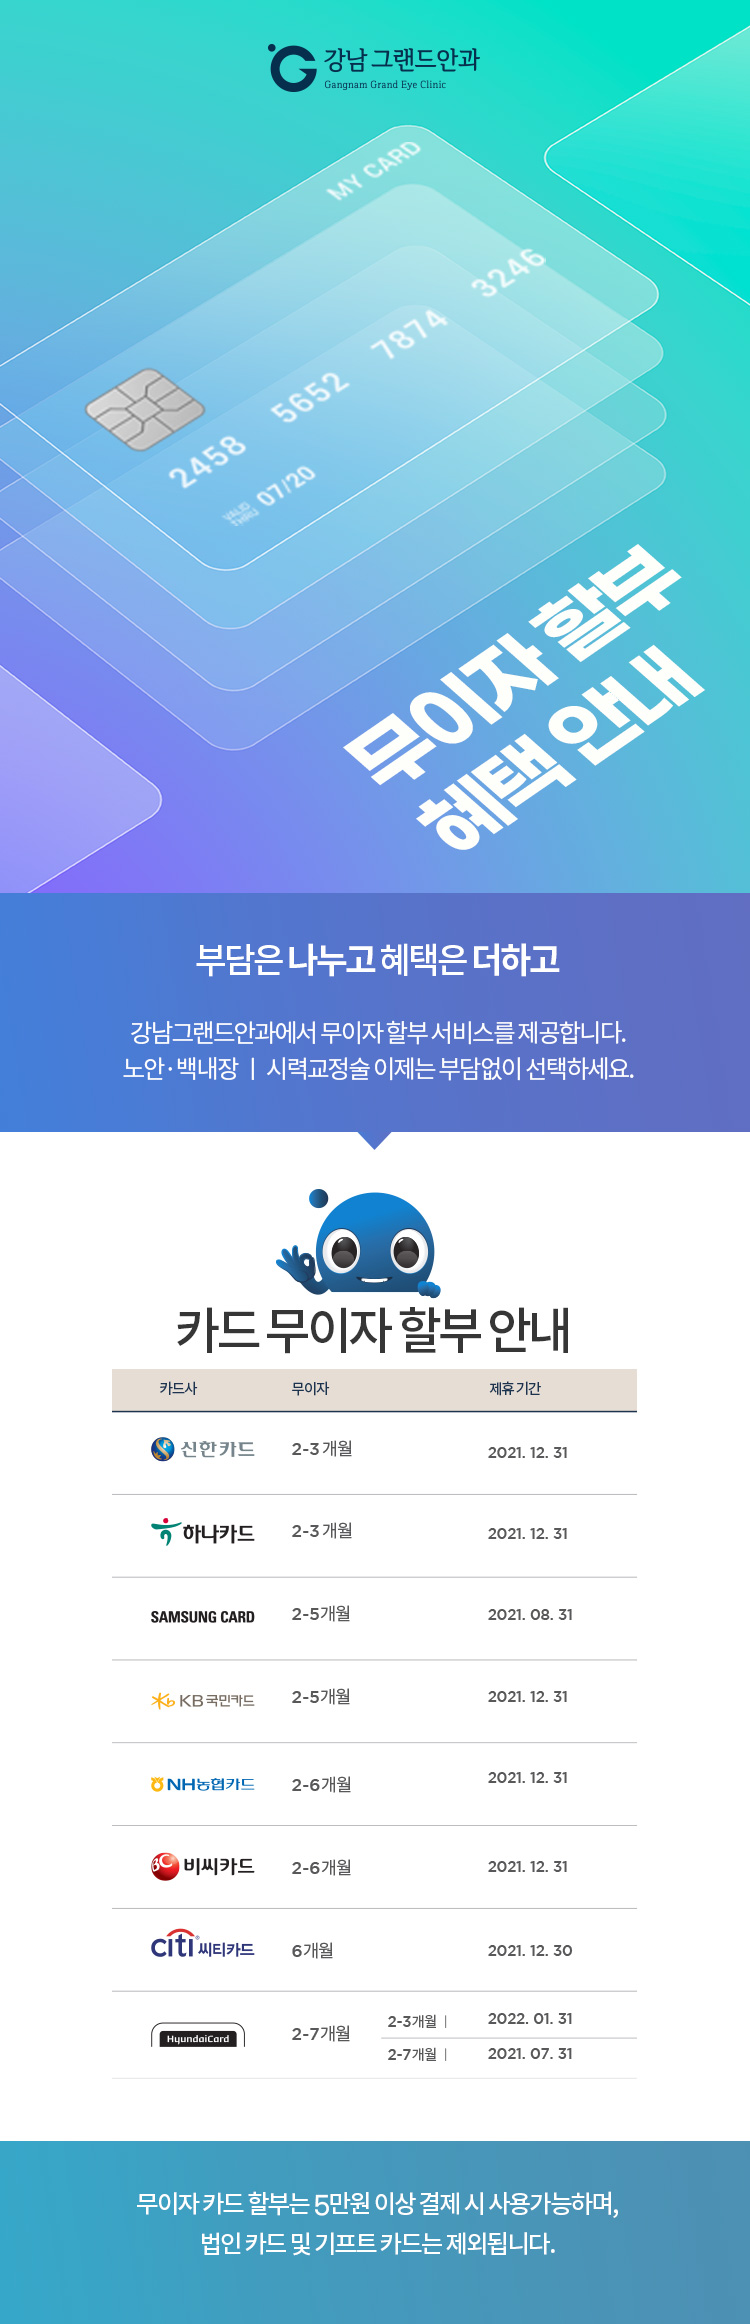 강남 그랜드안과
Gangnam Grand Eye Clinic
MY CARD
2458 5652 7874 3246
VALID
THRU 07/20
무이자 할부
혜택 안내
부담은 나누고 혜택은 더하고
강남그랜드안과에서 무이자 할부 서비스를 제공합니다.
노안·백내장 ㅣ 시력교정술 이제는 부담없이 선택하세요.
카드 무이자 할부 안내
카드사 무이자 제휴 기간
신한카드 2-3 개월 2021. 12. 31
하나카드 2-3 개월 2021. 12. 31
SAMSUNG CARD 2-5개월 2021. 08. 31
KB 국민카드 2-5개월 2021. 12. 31
NH농협카드 2-6개월 2021. 12. 31
BC 비씨카드 2-6개월 2021. 12. 31
citi 씨티카드 6개월 2021. 12. 30
HyundaiCard 2-7개월 2-3개월 ㅣ 2022. 01. 31
2-7개월 ㅣ 2021. 07. 31
무이자 카드 할부는 5만원 이상 결제 시 사용가능하며,
법인 카드 및 기프트 카드는 제외됩니다.